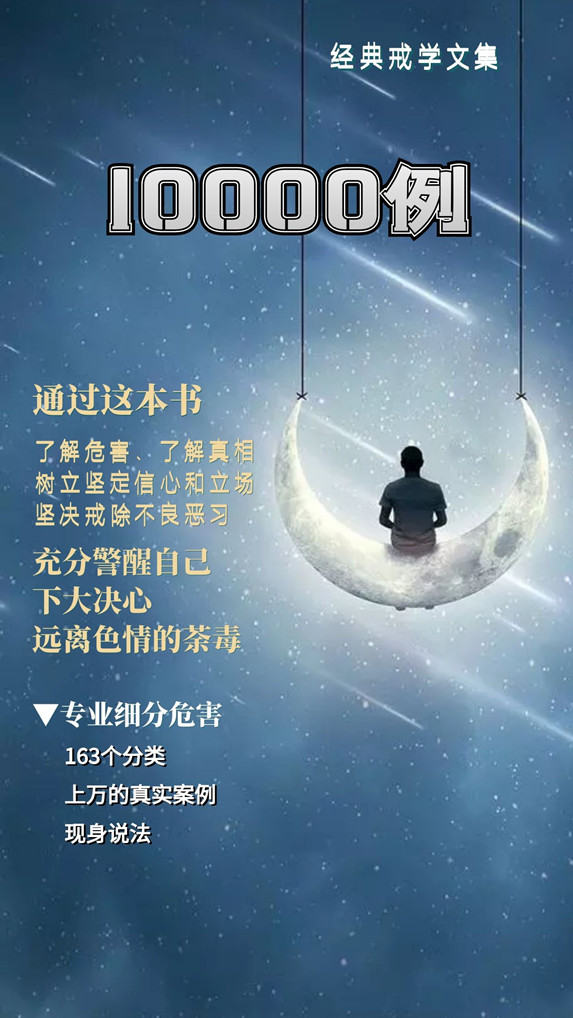 经典戒学文集
10000例
通过这本书
了解危害、了解真相
树立坚定信心和立场
坚决戒除不良恶习
充分警醒自己
下大决心
远离色情的荼毒
▼专业细分危害
163个分类
上万的真实案例
现身说法